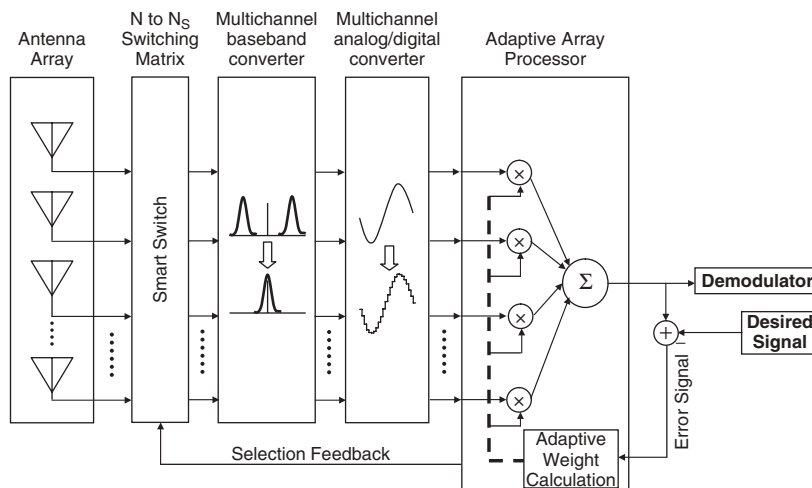 Antenna
Array
N to NS
Switching
Matrix
Multichannel
baseband
converter
Multichannel
analog/digital
converter
Adaptive Array
Processor
Smart Switch
×
×
×
×
Σ
Demodulator
+
−
Desired
Signal
Error Signal
Adaptive
Weight
Calculation
Selection Feedback